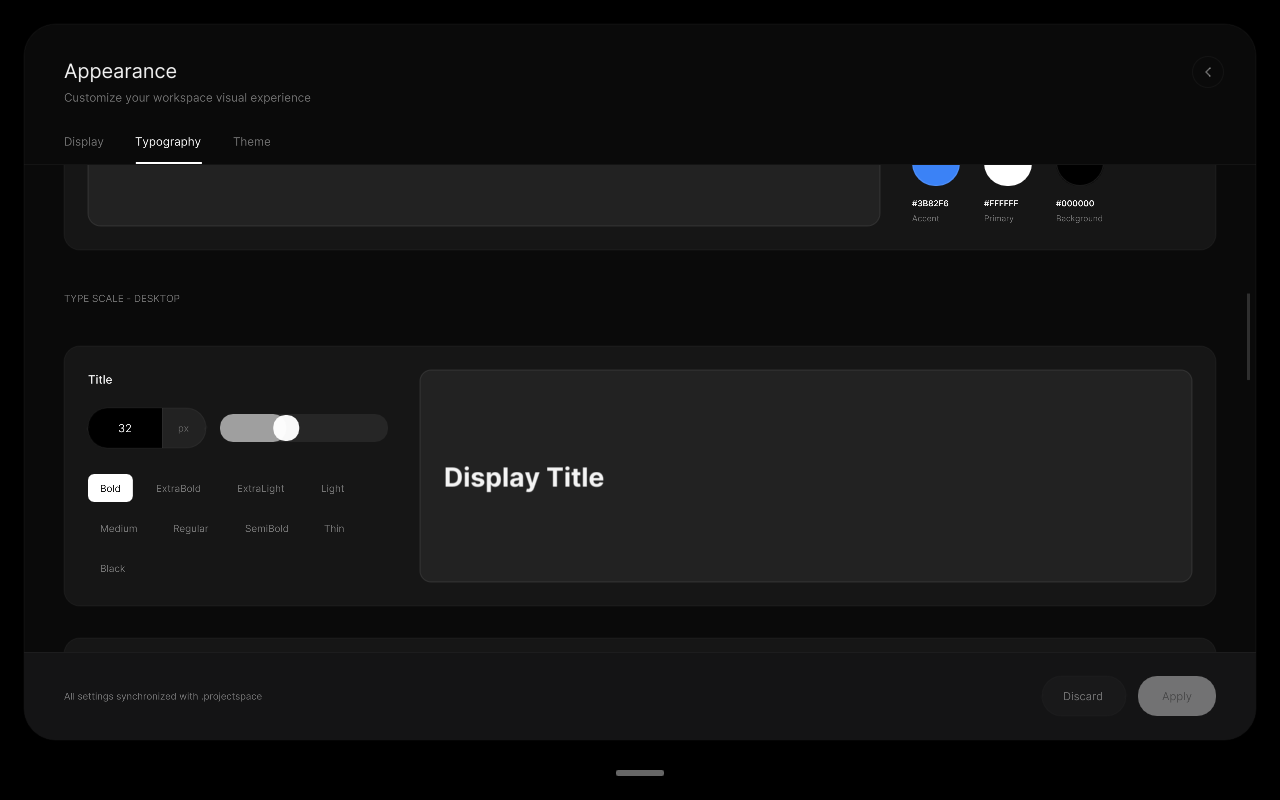 Appearance
Customize your workspace visual experience
Display Typography Theme
#3B82F6 #FFFFFF #000000
Accent Primary Background
TYPE SCALE - DESKTOP
Title
32 px
Bold ExtraBold ExtraLight Light
Medium Regular SemiBold Thin
Black
Display Title
All settings synchronized with .projectspace
Discard Apply